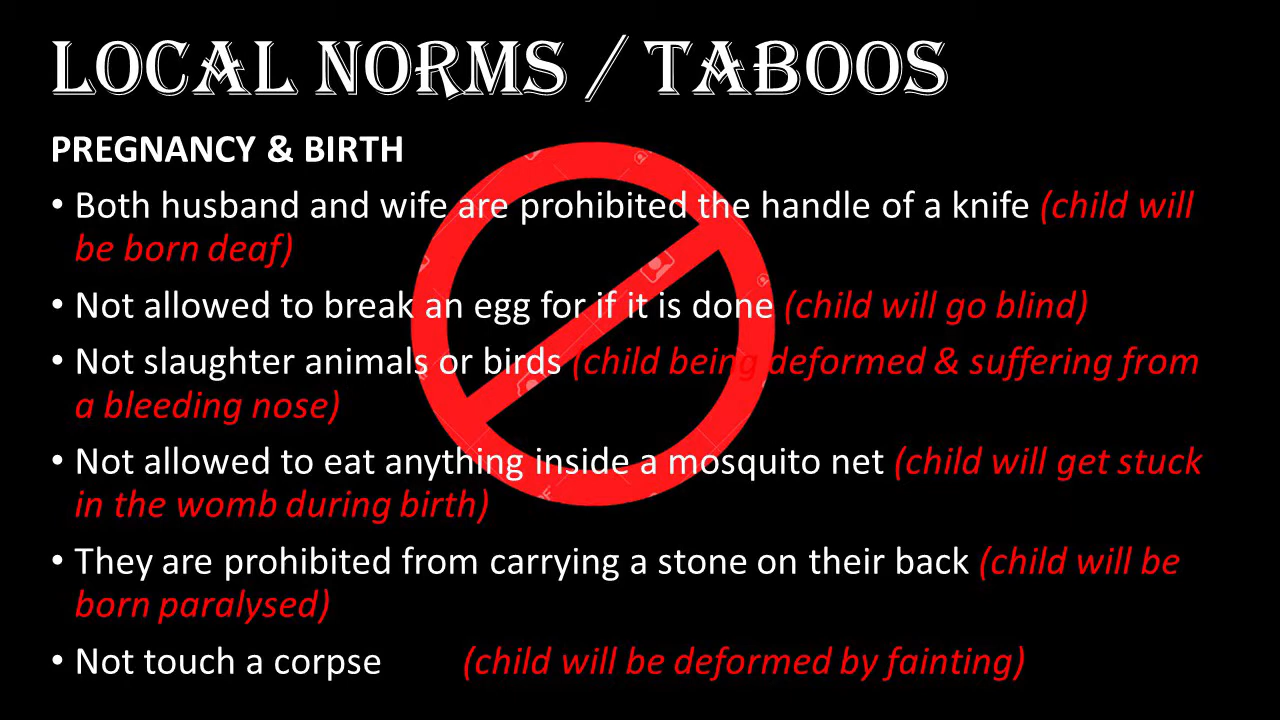 LOCAL NORMS / TABOOS
PREGNANCY & BIRTH
• Both husband and wife are prohibited the handle of a knife (child will
be born deaf)
• Not allowed to break an egg for if it is done (child will go blind)
• Not slaughter animals or birds (child being deformed & suffering from
a bleeding nose)
• Not allowed to eat anything inside a mosquito net (child will get stuck
in the womb during birth)
• They are prohibited from carrying a stone on their back (child will be
born paralysed)
• Not touch a corpse (child will be deformed by fainting)